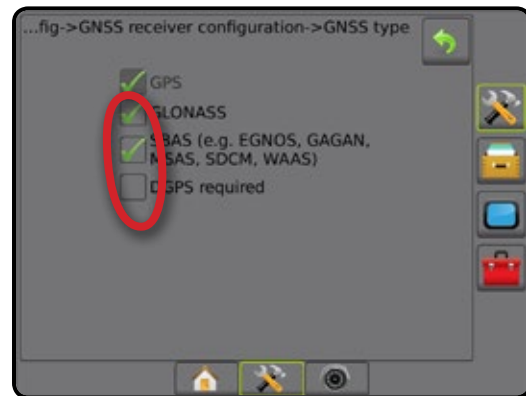 ...fig->GNSS receiver configuration->GNSS type
GPS
GLONASS
SBAS (e.g. EGNOS, GAGAN,
MSAS, SDCM, WAAS)
DGPS required